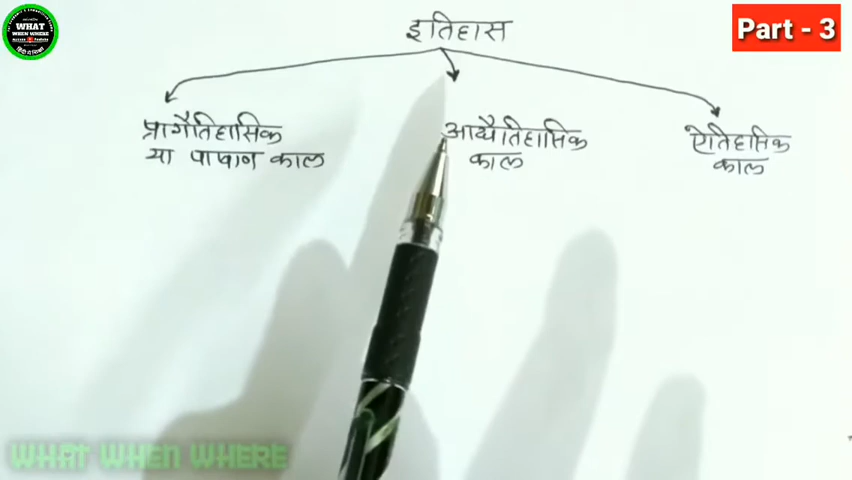 WHAT
WHEN WHERE
हिन्दी में शिक्षा
Part - 3
इतिहास
प्रागैतिहासिक
या पाषाण काल
आद्यैतिहासिक
काल
ऐतिहासिक
काल
WHAT WHEN WHERE